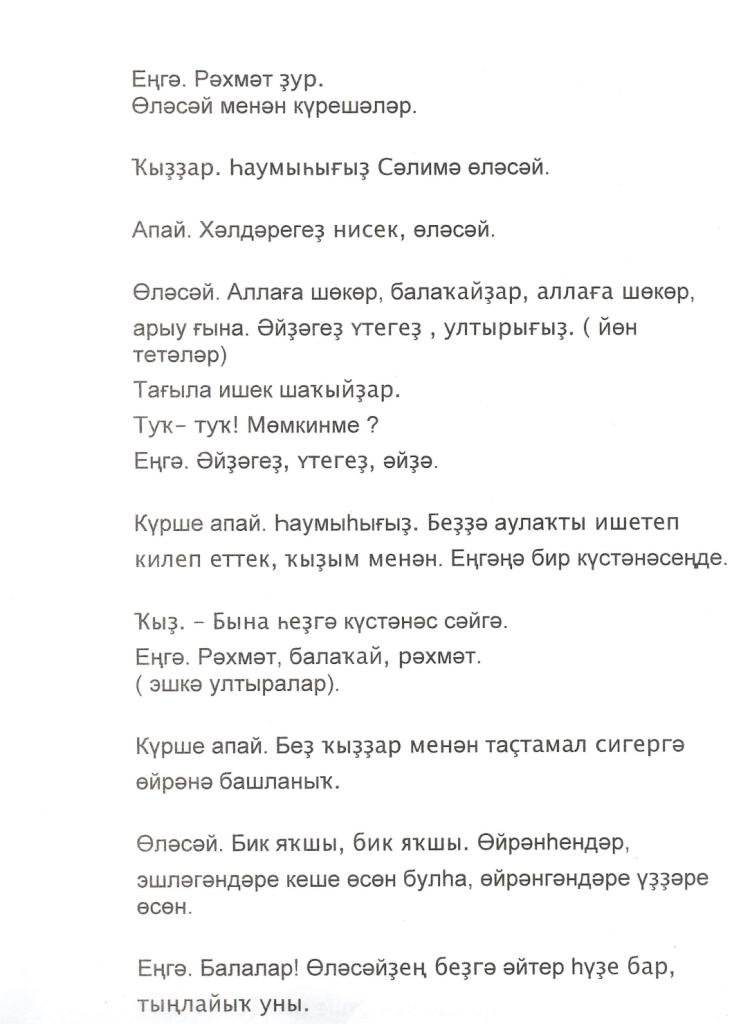 Еңгә. Рәхмәт ҙур.
Өләсәй менән күрешәләр.
Ҡыҙҙар. Һаумыһығыҙ Сәлимә өләсәй.
Апай. Хәлдәрегеҙ нисек, өләсәй.
Өләсәй. Аллаға шөкөр, балаҡайҙар, аллаға шөкөр,
арыу ғына. Әйҙәгеҙ үтегеҙ , ултырығыҙ. ( йөн
тетәләр)
Тағыла ишек шаҡыйҙар.
Туҡ– туҡ! Мөмкинме ?
Еңгә. Әйҙәгеҙ, үтегеҙ, әйҙә.
Күрше апай. Һаумыһығыҙ. Беҙҙә аулаҡты ишетеп
килеп еттек, ҡыҙым менән. Еңгәңә бир күстәнәсеңде.
Ҡыҙ. – Бына һеҙгә күстәнәс сәйгә.
Еңгә. Рәхмәт, балаҡай, рәхмәт.
( эшкә ултыралар).
Күрше апай. Беҙ ҡыҙҙар менән таҫтамал сигергә
өйрәнә башланыҡ.
Өләсәй. Бик яҡшы, бик яҡшы. Өйрәнһендәр,
эшләгәндәре кеше өсөн булһа, өйрәнгәндәре үҙҙәре
өсөн.
Еңгә. Балалар! Өләсәйҙең беҙгә әйтер һүҙе бар,
тыңлайыҡ уны.